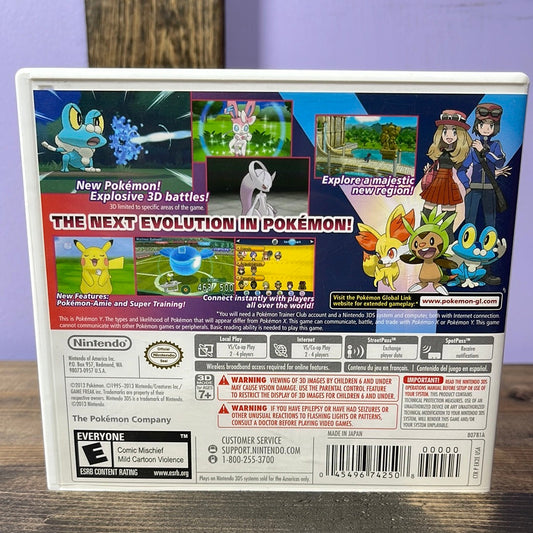 New Pokémon!
Explosive 3D battles!
3D limited to specific areas of the game.
Explore a majestic
new region!
THE NEXT EVOLUTION IN POKÉMON!
New Features:
Pokémon-Amie and Super Training!
Connect instantly with players
all over the world!
Visit the Pokémon Global Link
website for extended gameplay*
www.pokemon-gl.com
*You will need a Pokémon Trainer Club account and a Nintendo 3DS system and computer, both with Internet connection.
This is Pokémon Y. The types and likelihood of Pokémon that will appear differ from Pokémon X. This game can communicate, battle, and trade with Pokémon X or Pokémon Y. This game
cannot communicate with other Pokémon games or peripherals. Basic reading ability is needed to play this game.
Nintendo
Nintendo of America Inc.
P.O. Box 957, Redmond, WA
98073-0957 U.S.A.
Official
Nintendo
Seal
Local Play
VS/Co-op Play
2 - 4 players
Internet
VS/Co-op Play
2 - 4 players
StreetPass
Exchange
player data
SpotPass
Receive
notifications
Wireless broadband access required for online features.
Contenu du jeu en français.
Contenido de juego en español.
©2013 Pokémon. ©1995–2013 Nintendo/Creatures Inc./
GAME FREAK inc. Trademarks are property of their
respective owners. Nintendo 3DS is a trademark of Nintendo.
©2013 Nintendo.
The Pokémon Company
3D
7+
WARNING: VIEWING OF 3D IMAGES BY CHILDREN 6 AND UNDER
MAY CAUSE VISION DAMAGE. USE THE PARENTAL CONTROL FEATURE
TO RESTRICT THE DISPLAY OF 3D IMAGES FOR CHILDREN 6 AND UNDER.
WARNING: IF YOU HAVE EPILEPSY OR HAVE HAD SEIZURES OR
OTHER UNUSUAL REACTIONS TO FLASHING LIGHTS OR PATTERNS,
CONSULT A DOCTOR BEFORE PLAYING VIDEO GAMES.
IMPORTANT: READ THE NINTENDO 3DS
OPERATIONS MANUAL BEFORE SETUP OR USE OF
YOUR SYSTEM. THIS PRODUCT CONTAINS
TECHNICAL PROTECTION MEASURES. USE OF AN
UNAUTHORIZED DEVICE OR ANY UNAUTHORIZED
TECHNICAL MODIFICATION TO YOUR NINTENDO
3DS SYSTEM, WILL RENDER THIS GAME AND/OR
YOUR SYSTEM UNPLAYABLE.
EVERYONE
E
Comic Mischief
Mild Cartoon Violence
ESRB CONTENT RATING
www.esrb.org
CUSTOMER SERVICE
SUPPORT.NINTENDO.COM
1-800-255-3700
Plays on Nintendo 3DS systems sold for the Americas only.
MADE IN JAPAN
80781A
00000
0 45496 74250 8